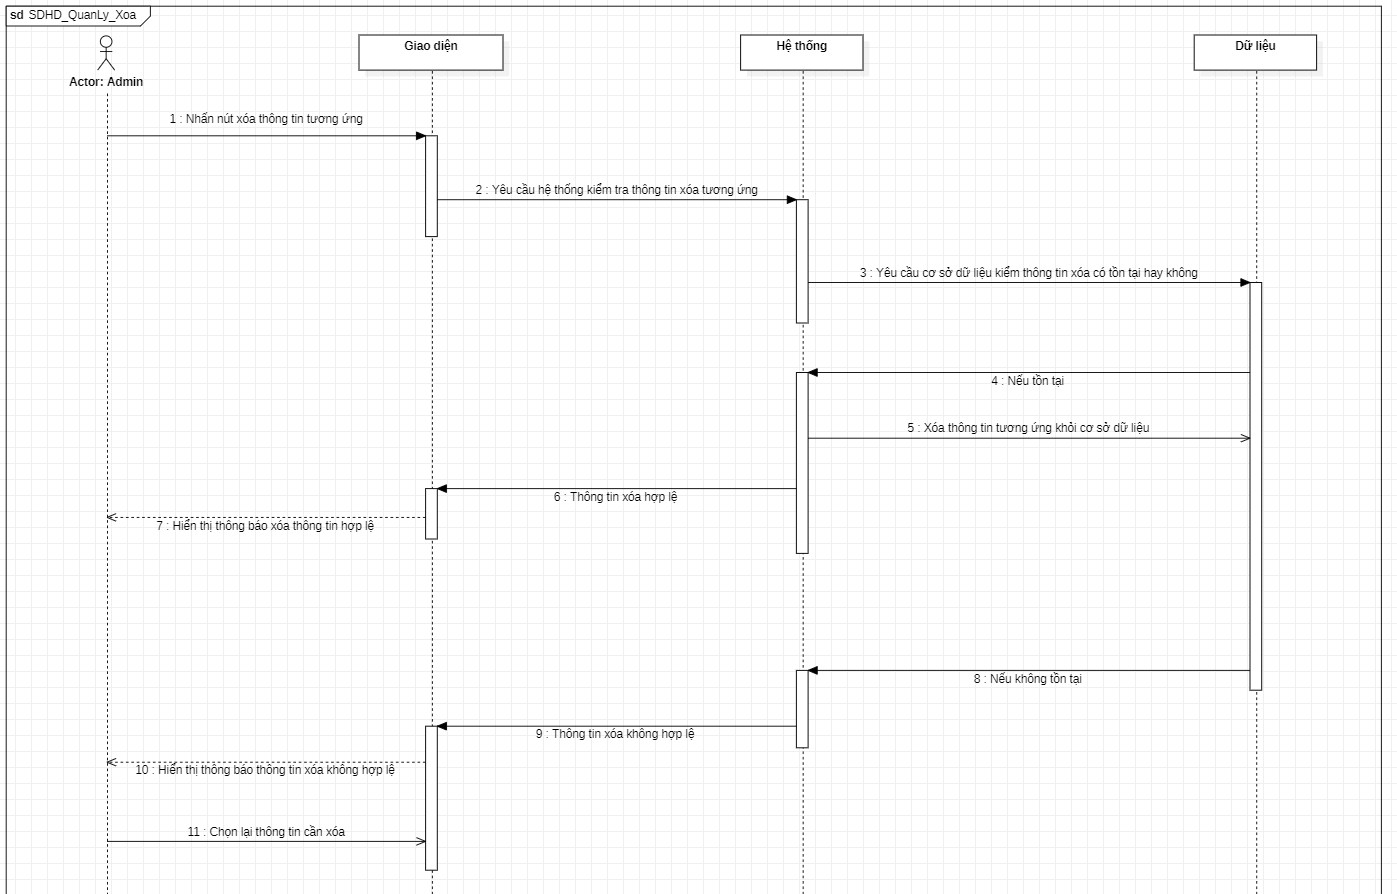 sd SDHD_QuanLy_Xoa
Giao diện
Hệ thống
Dữ liệu
Actor: Admin
1 : Nhấn nút xóa thông tin tương ứng
2 : Yêu cầu hệ thống kiểm tra thông tin xóa tương ứng
3 : Yêu cầu cơ sở dữ liệu kiểm thông tin xóa có tồn tại hay không
4 : Nếu tồn tại
5 : Xóa thông tin tương ứng khỏi cơ sở dữ liệu
6 : Thông tin xóa hợp lệ
7 : Hiển thị thông báo xóa thông tin hợp lệ
8 : Nếu không tồn tại
9 : Thông tin xóa không hợp lệ
10 : Hiển thị thông báo thông tin xóa không hợp lệ
11 : Chọn lại thông tin cần xóa